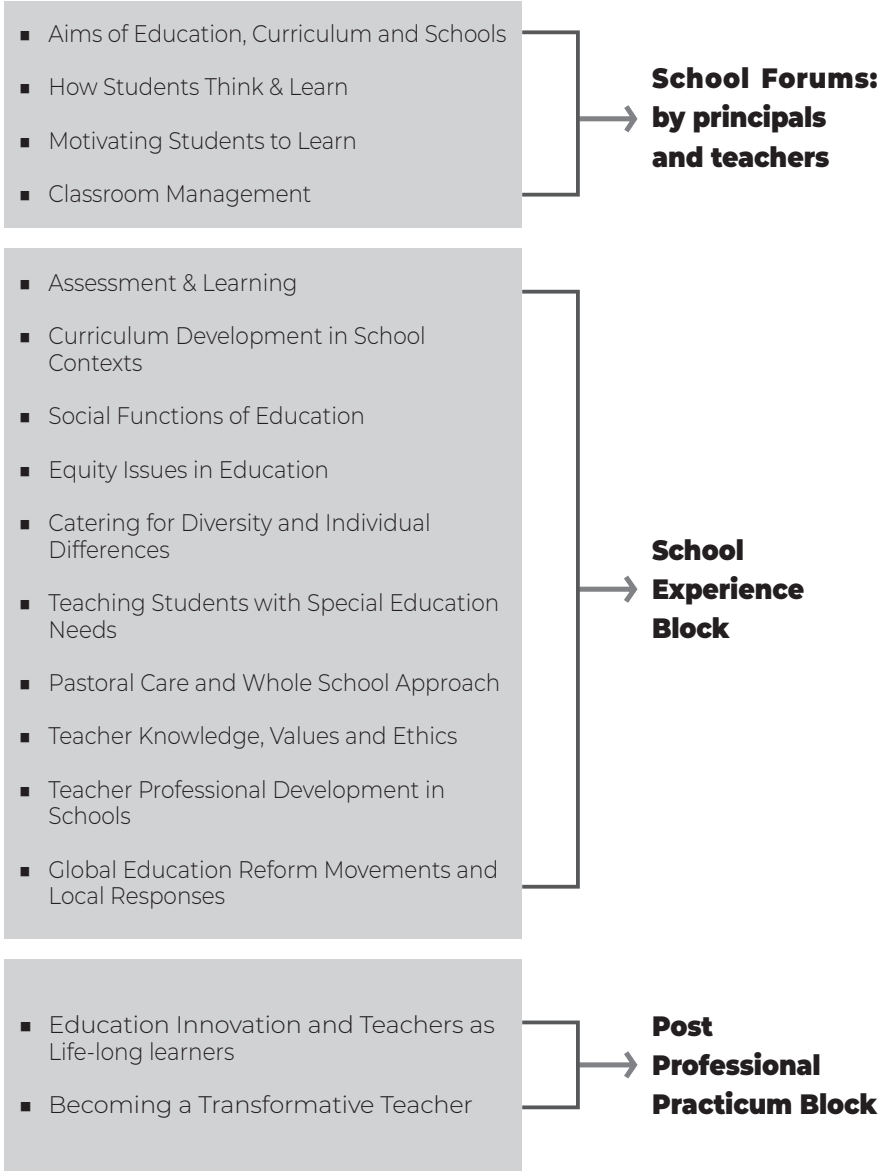 ■ Aims of Education, Curriculum and Schools
■ How Students Think & Learn
■ Motivating Students to Learn
■ Classroom Management
School Forums:
by principals
and teachers
■ Assessment & Learning
■ Curriculum Development in School
Contexts
■ Social Functions of Education
■ Equity Issues in Education
■ Catering for Diversity and Individual
Differences
■ Teaching Students with Special Education
Needs
■ Pastoral Care and Whole School Approach
■ Teacher Knowledge, Values and Ethics
■ Teacher Professional Development in
Schools
■ Global Education Reform Movements and
Local Responses
School
Experience
Block
■ Education Innovation and Teachers as
Life-long learners
■ Becoming a Transformative Teacher
Post
Professional
Practicum Block